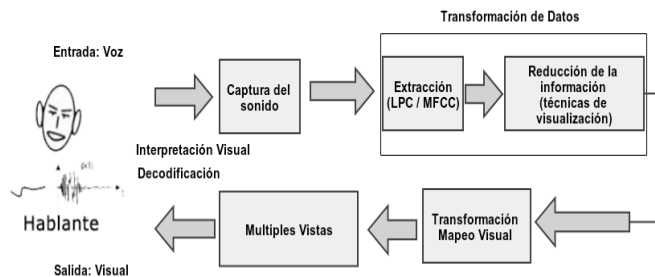 Transformación de Datos
Entrada: Voz
Captura del
sonido
Extracción
(LPC / MFCC)
Reducción de la
información
(técnicas de
visualización)
Interpretación Visual
Decodificación
Hablante
Multiples Vistas
Transformación
Mapeo Visual
Salida: Visual